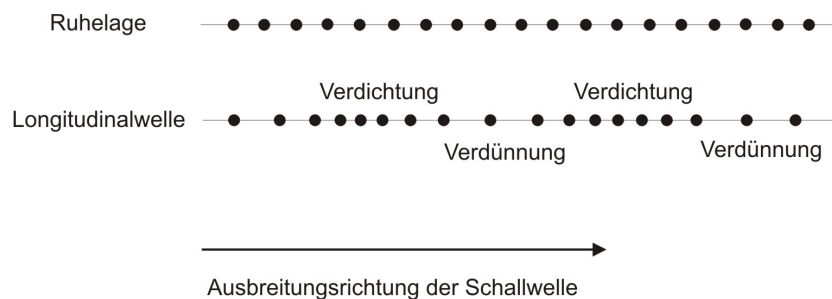 Ruhelage
Verdichtung Verdichtung
Longitudinalwelle
Verdünnung Verdünnung
Ausbreitungsrichtung der Schallwelle